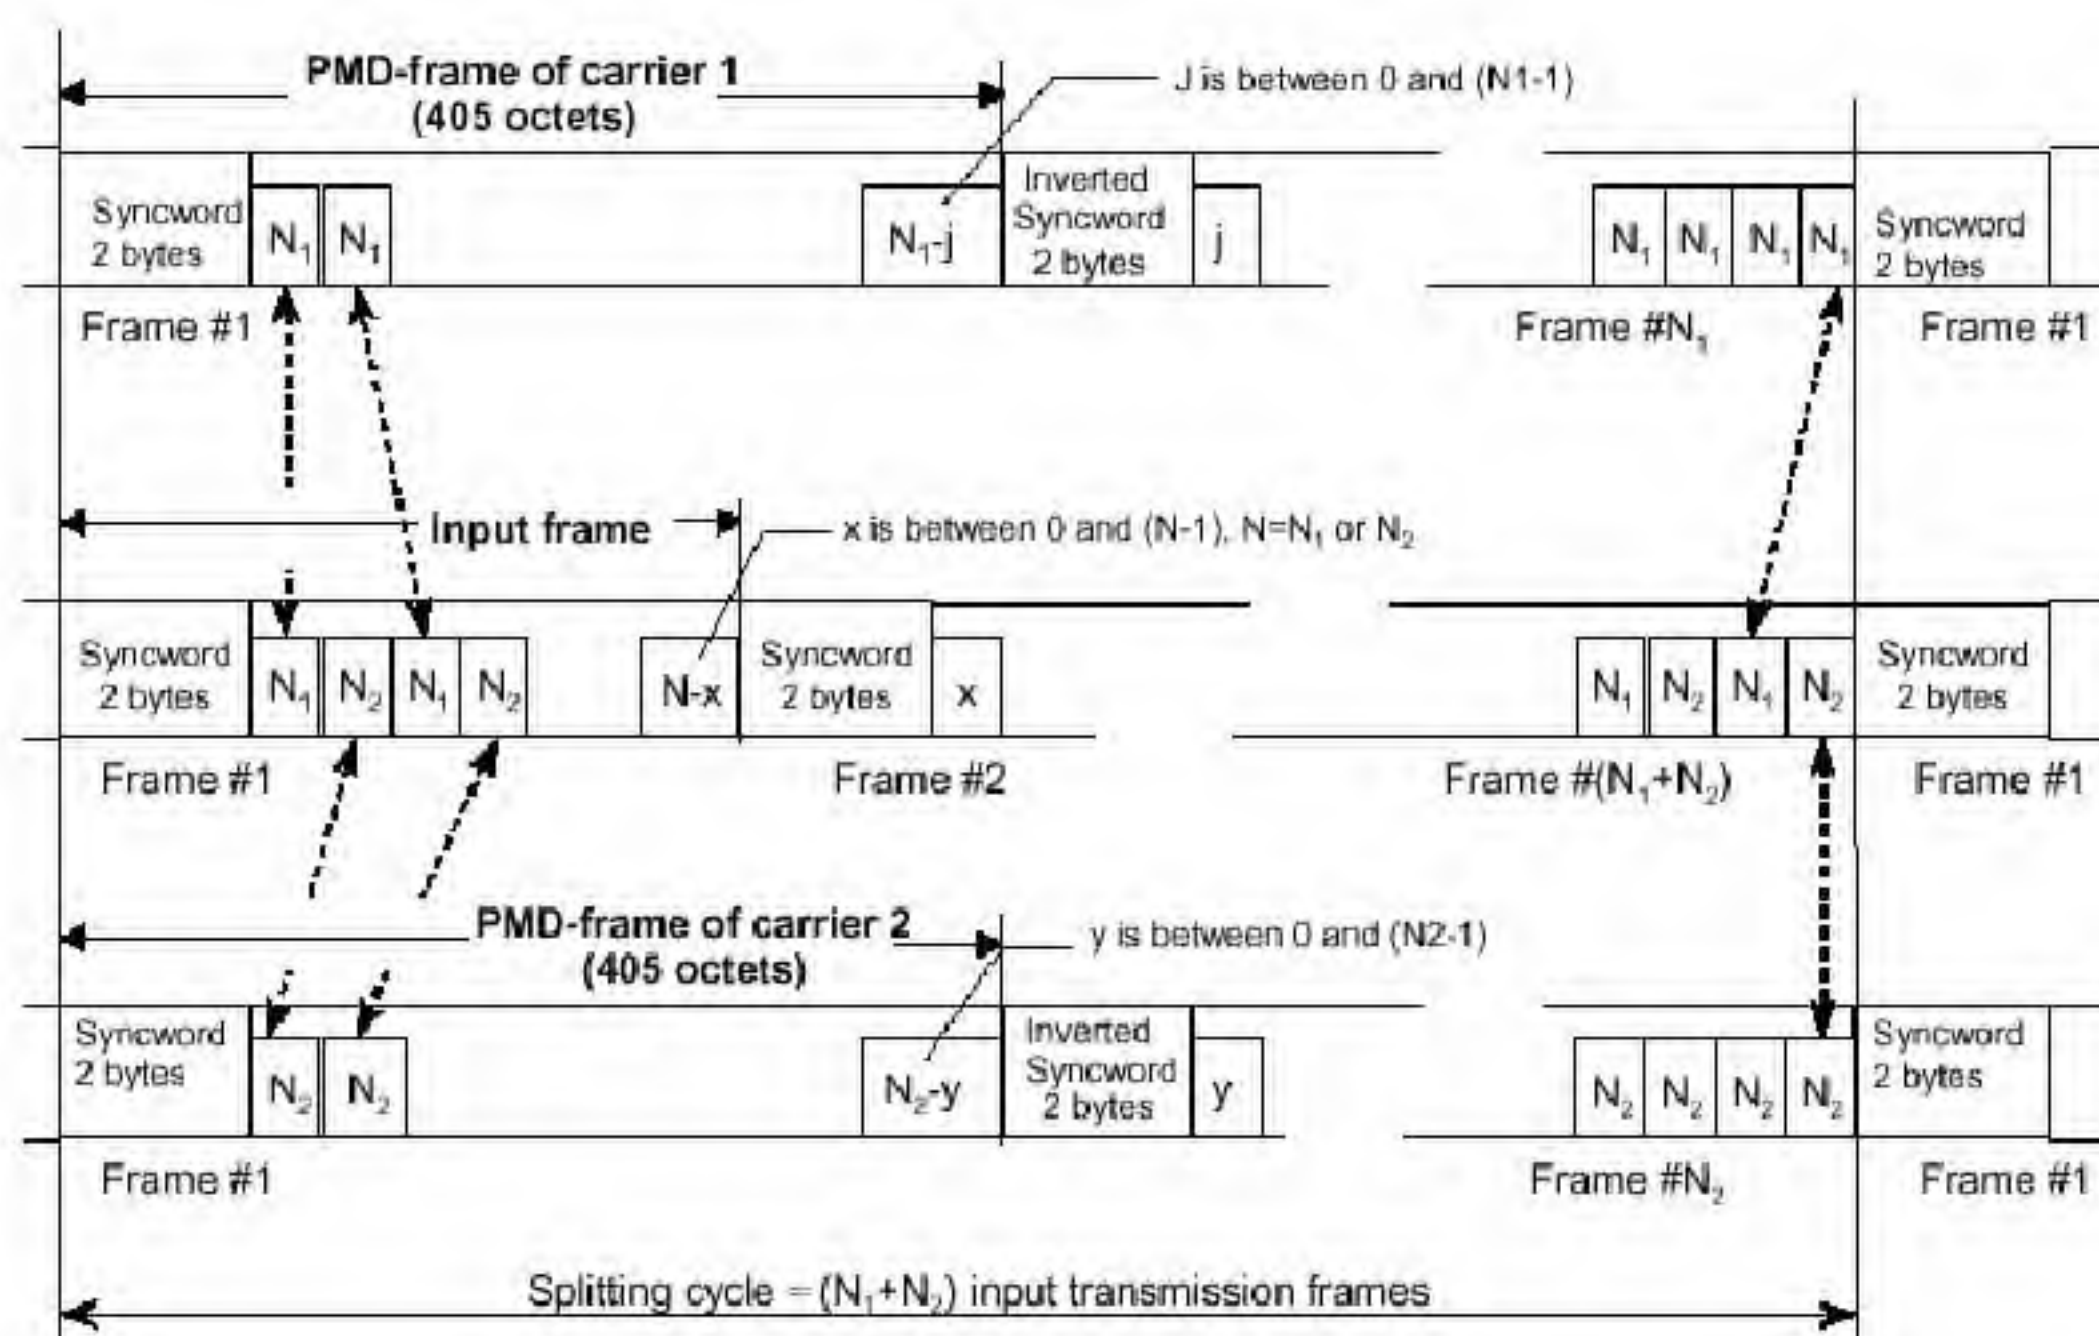 PMD-frame of carrier 1
(405 octets)
J is between 0 and (N1-1)
Syncword
2 bytes
N₁
N₁
N₁-j
Inverted
Syncword
2 bytes
j
N₁
N₁
N₁
N₁
Syncword
2 bytes
Frame #1
Frame #N₁
Frame #1
Input frame
x is between 0 and (N-1), N=N₁ or N₂
Syncword
2 bytes
N₁
N₂
N₁
N₂
N-x
Syncword
2 bytes
x
N₁
N₂
N₁
N₂
Syncword
2 bytes
Frame #1
Frame #2
Frame #(N₁+N₂)
Frame #1
PMD-frame of carrier 2
(405 octets)
y is between 0 and (N2-1)
Syncword
2 bytes
N₂
N₂
N₂-y
Inverted
Syncword
2 bytes
y
N₂
N₂
N₂
N₂
Syncword
2 bytes
Frame #1
Frame #N₂
Frame #1
Splitting cycle = (N₁+N₂) input transmission frames